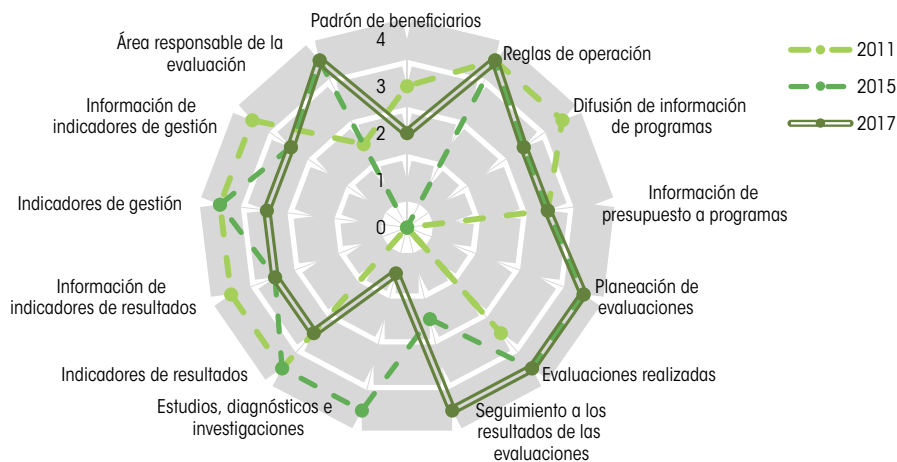 Padrón de beneficiarios
Reglas de operación
Difusión de información
de programas
Información de
presupuesto a programas
Planeación de
evaluaciones
Evaluaciones realizadas
Seguimiento a los
resultados de las
evaluaciones
Estudios, diagnósticos e
investigaciones
Indicadores de resultados
Información de
indicadores de resultados
Indicadores de gestión
Información de
indicadores de gestión
Área responsable de la
evaluación
4
3
2
1
0
2011
2015
2017